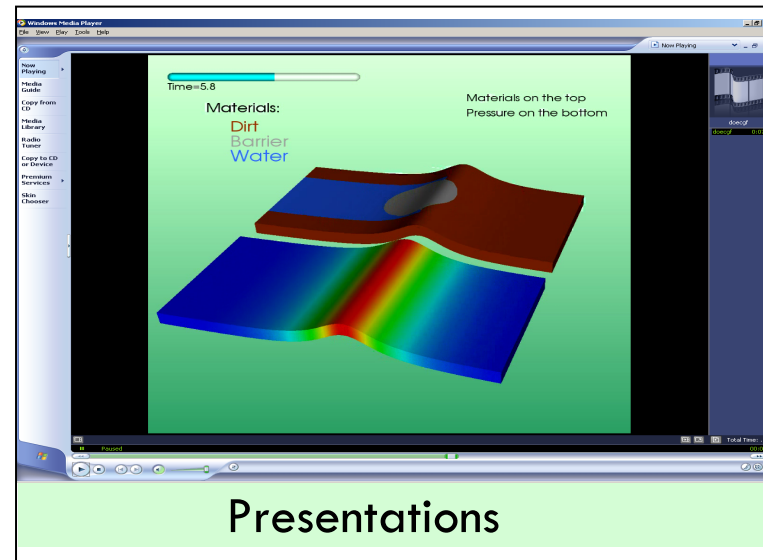 Windows Media Player
File View Play Tools Help
Now Playing
Now
Playing
Media
Guide
Copy from
CD
Media
Library
Radio
Tuner
Copy to CD
or Device
Premium
Services
Skin
Chooser
Time=5.8
Materials:
Dirt
Barrier
Water
Materials on the top
Pressure on the bottom
doecgf
doecgf
Total Time:
Paused
Presentations